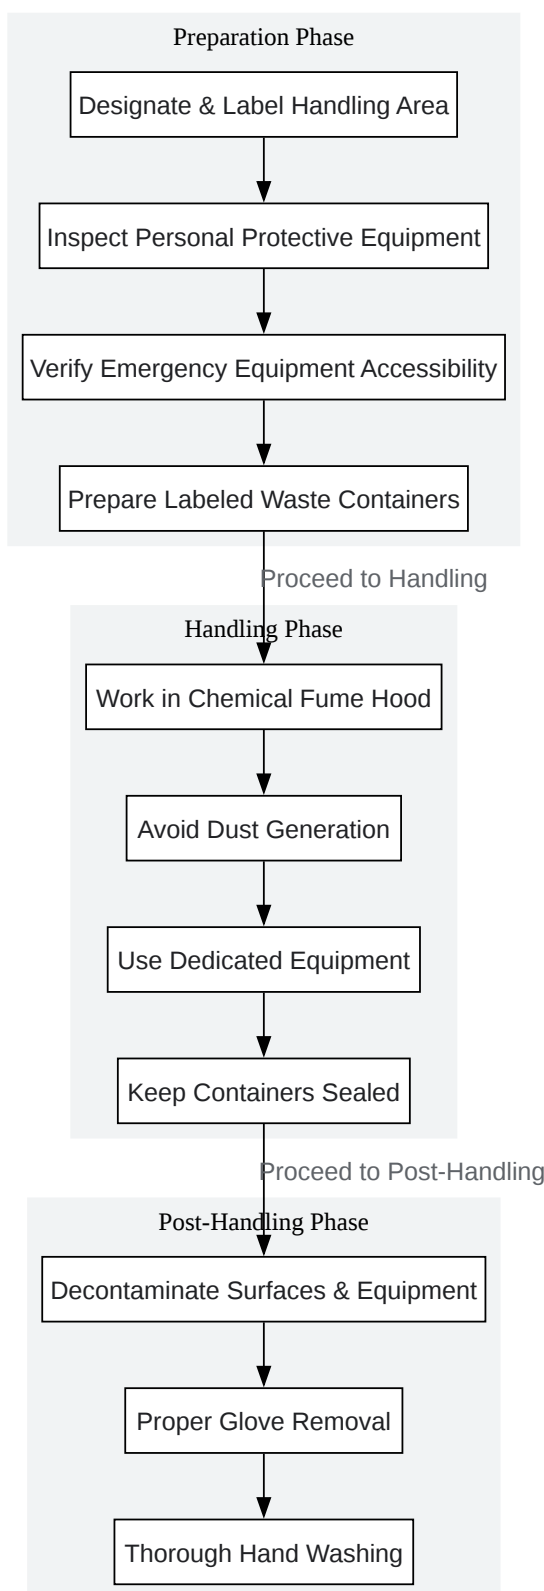 Preparation Phase
Designate & Label Handling Area
Inspect Personal Protective Equipment
Verify Emergency Equipment Accessibility
Prepare Labeled Waste Containers
Proceed to Handling
Handling Phase
Work in Chemical Fume Hood
Avoid Dust Generation
Use Dedicated Equipment
Keep Containers Sealed
Proceed to Post-Handling
Post-Handling Phase
Decontaminate Surfaces & Equipment
Proper Glove Removal
Thorough Hand Washing